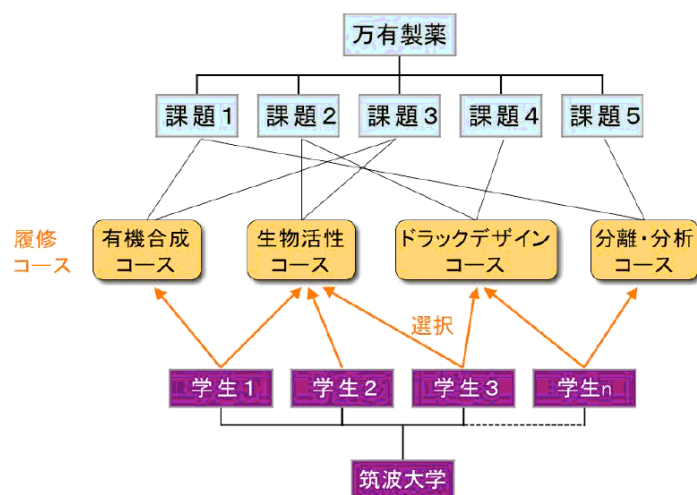 万有製薬
課題1
課題2
課題3
課題4
課題5
履修
コース
有機合成
コース
生物活性
コース
ドラックデザイン
コース
分離・分析
コース
選択
学生1
学生2
学生3
学生n
筑波大学